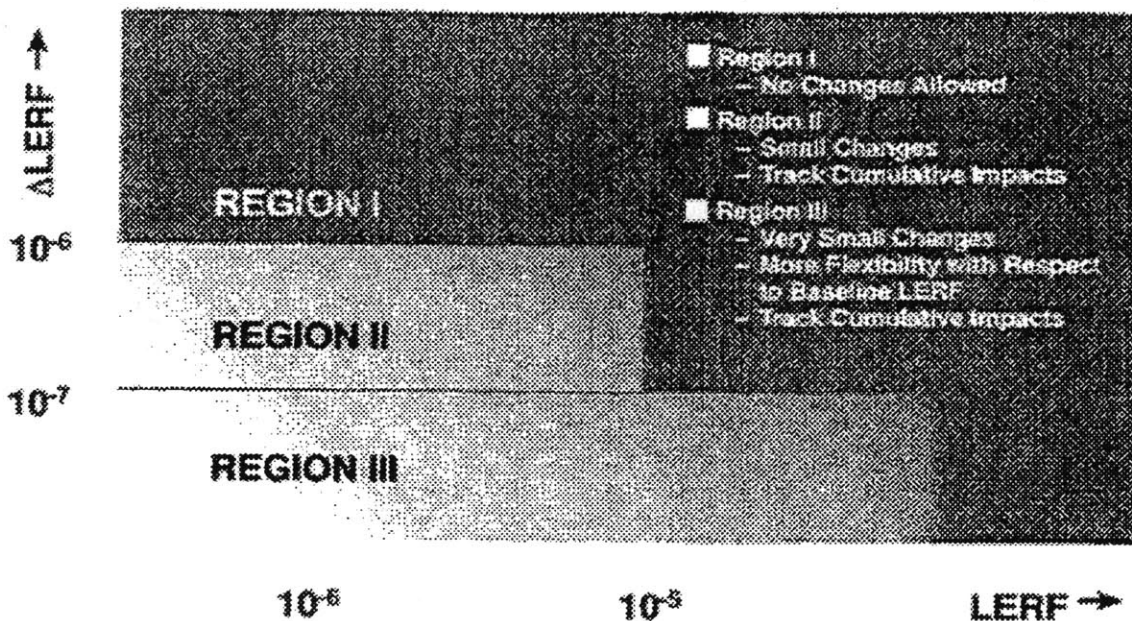 ΔLERF →
■ Region I
– No Changes Allowed
■ Region II
– Small Changes
– Track Cumulative Impacts
■ Region III
– Very Small Changes
– More Flexibility with Respect
to Baseline LERF
– Track Cumulative Impacts
REGION I
10⁻⁶
REGION II
10⁻⁷
REGION III
10⁻⁶
10⁻⁵
LERF →